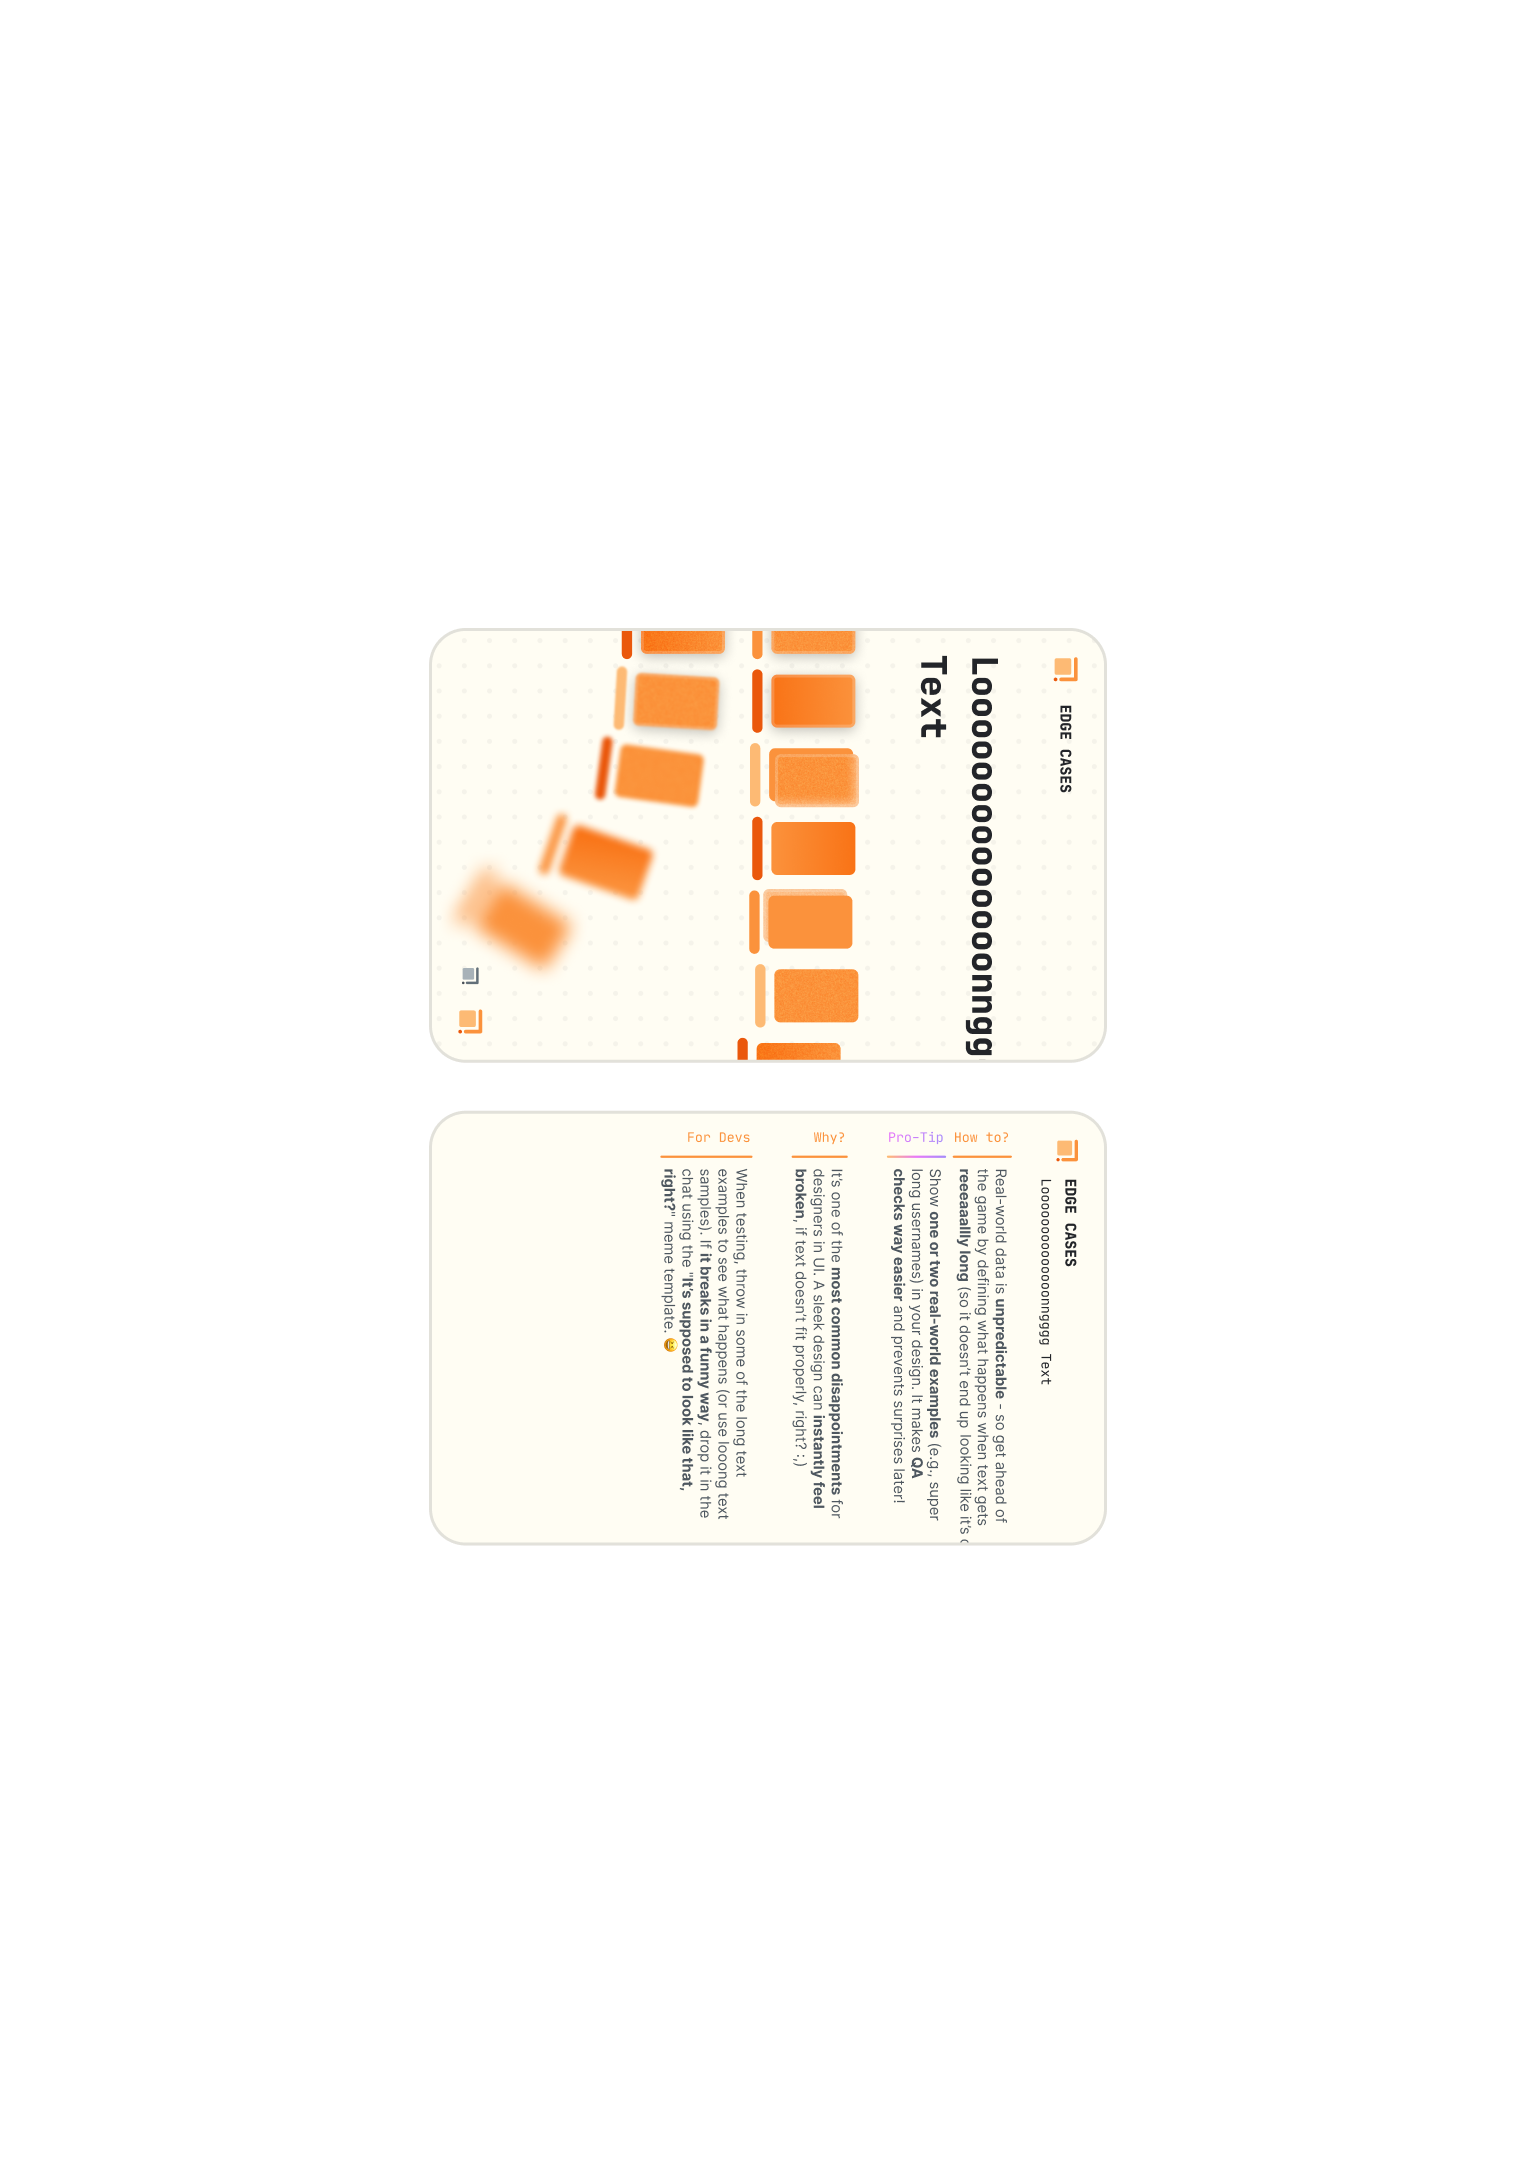 EDGE CASES
Loooooooooooooonngg
Text
EDGE CASES
Looooooooooooonngggg Text
How to?
Real-world data is unpredictable - so get ahead of
the game by defining what happens when text gets
reeeaaallly long (so it doesn't end up looking like it's
Pro-Tip
Show one or two real-world examples (e.g., super
long usernames) in your design. It makes QA
checks way easier and prevents surprises later!
Why?
It's one of the most common disappointments for
designers in UI. A sleek design can instantly feel
broken, if text doesn't fit properly, right? :,)
For Devs
When testing, throw in some of the long text
examples to see what happens (or use looong text
samples). If it breaks in a funny way, drop it in the
chat using the "It's supposed to look like that,
right?" meme template. 😄